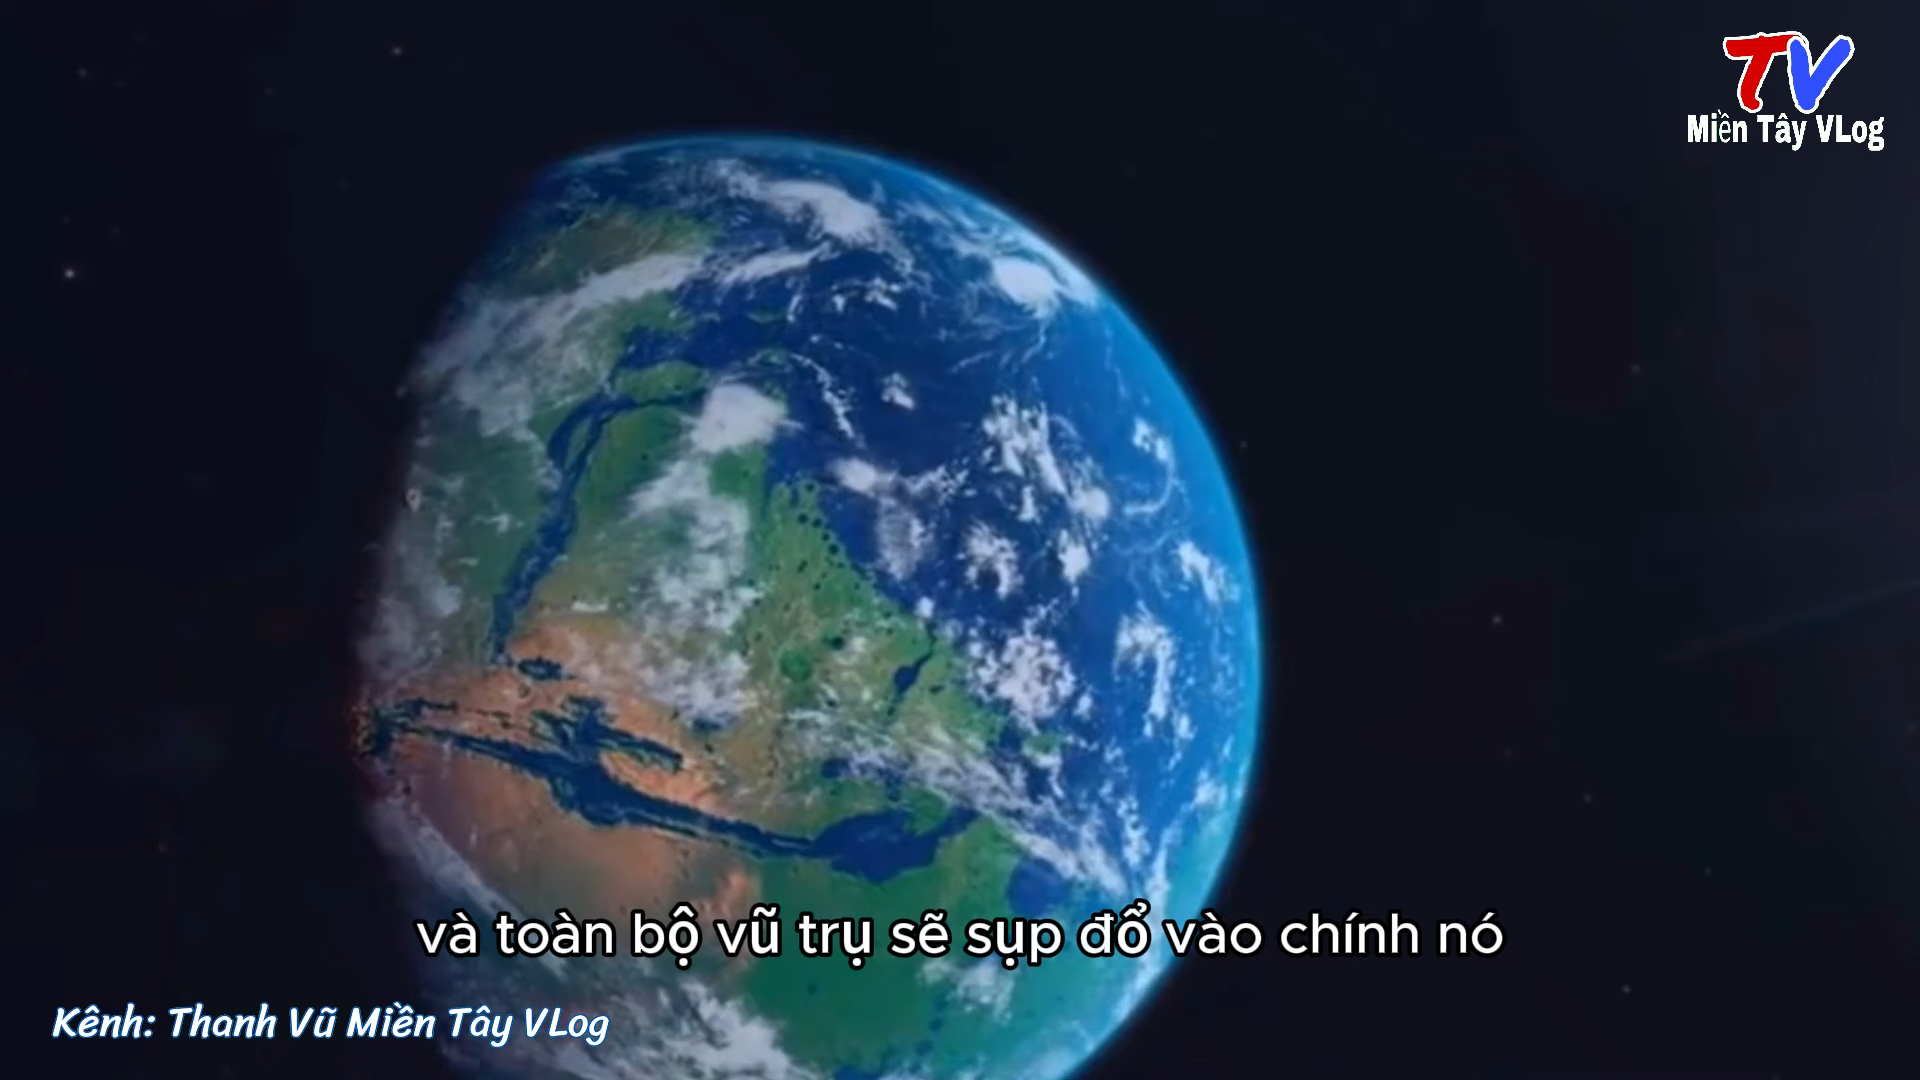 TV
Miền Tây VLog
và toàn bộ vũ trụ sẽ sụp đổ vào chính nó
Kênh: Thanh Vũ Miền Tây VLog